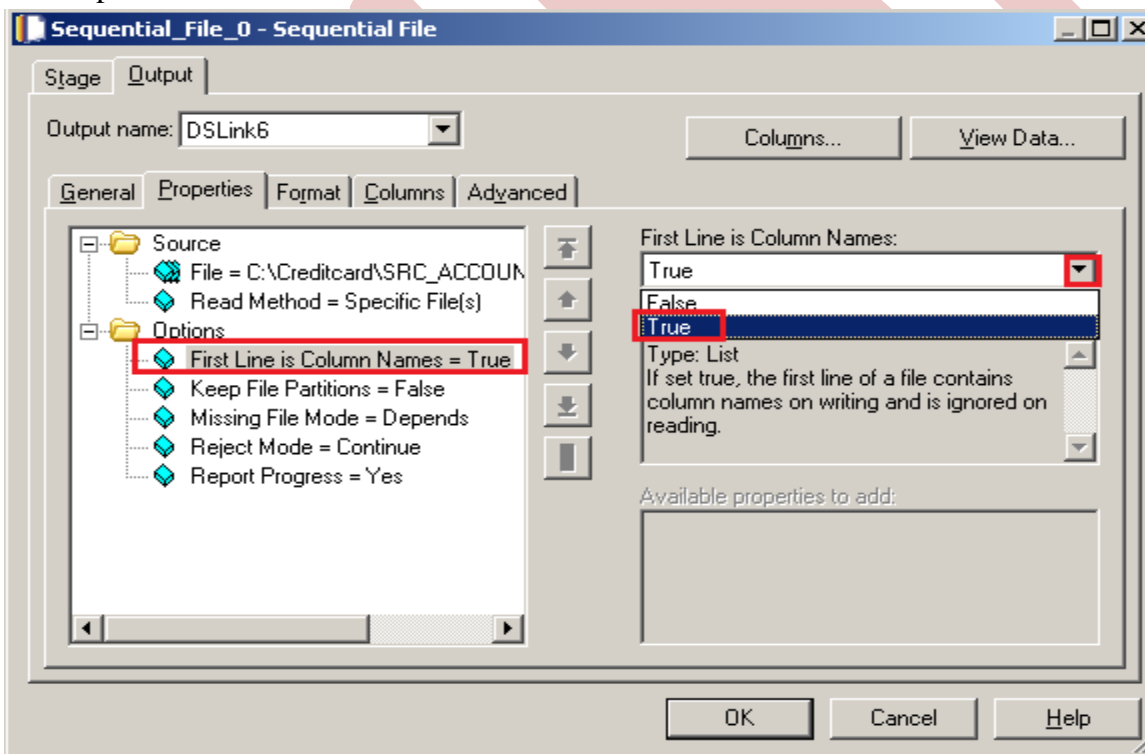 Sequential_File_0 - Sequential File
Stage Output
Output name: DSLink6
Columns... View Data...
General Properties Format Columns Advanced
Source
File = C:\Creditcard\SRC_ACCOUN
Read Method = Specific File(s)
Options
First Line is Column Names = True
Keep File Partitions = False
Missing File Mode = Depends
Reject Mode = Continue
Report Progress = Yes
First Line is Column Names:
True
False
True
Type: List
If set true, the first line of a file contains
column names on writing and is ignored on
reading.
Available properties to add:
OK Cancel Help